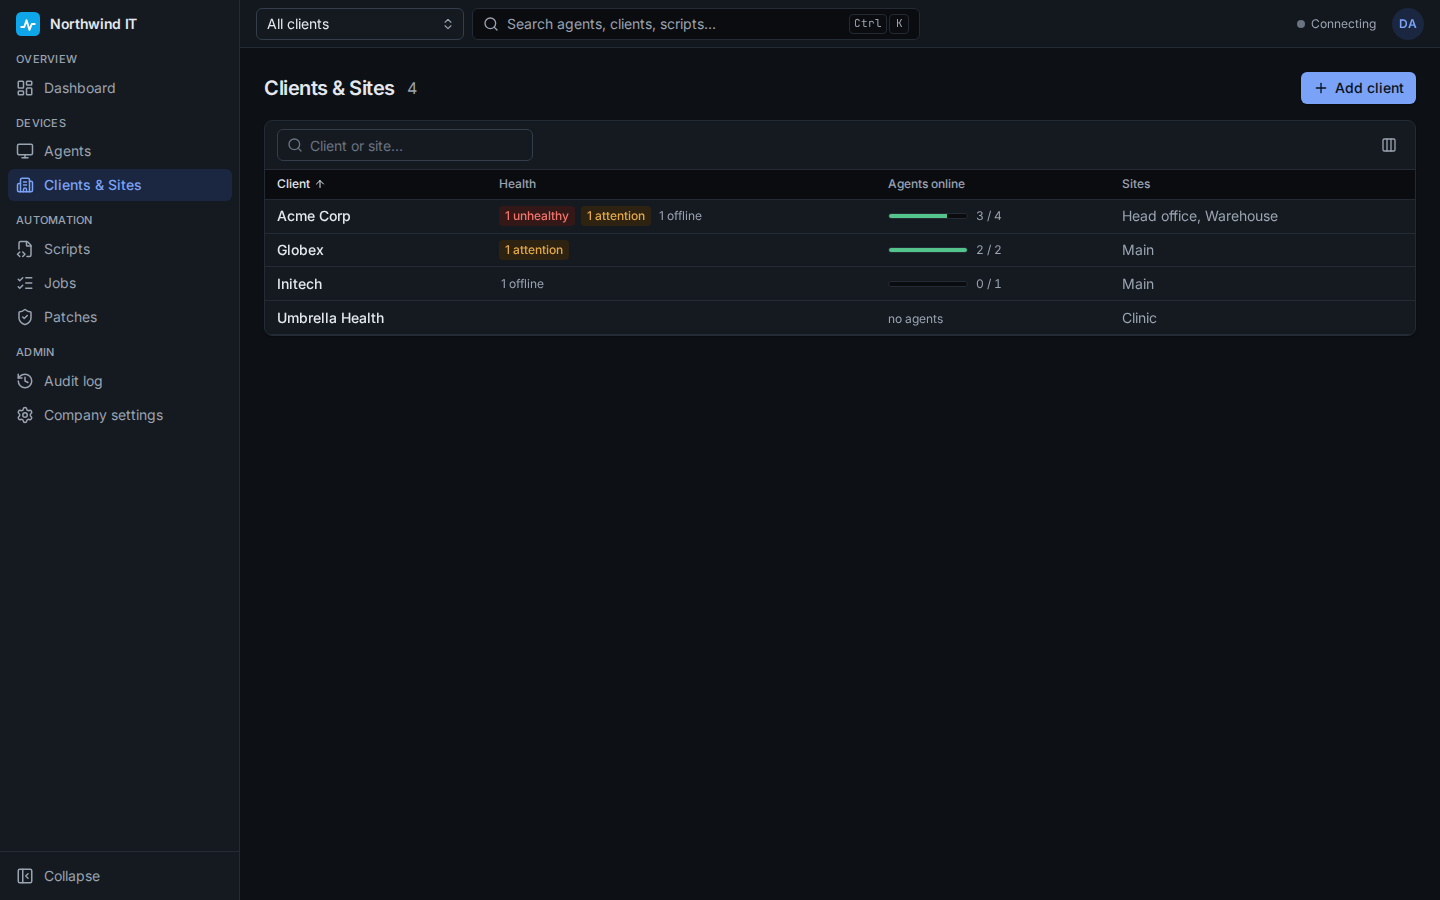 Northwind IT
All clients
Search agents, clients, scripts...
Ctrl K
Connecting
DA
OVERVIEW
Dashboard
DEVICES
Agents
Clients & Sites
AUTOMATION
Scripts
Jobs
Patches
ADMIN
Audit log
Company settings
Collapse
Clients & Sites 4
Add client
Client or site...
Client Health Agents online Sites
Acme Corp 1 unhealthy 1 attention 1 offline 3 / 4 Head office, Warehouse
Globex 1 attention 2 / 2 Main
Initech 1 offline 0 / 1 Main
Umbrella Health no agents Clinic